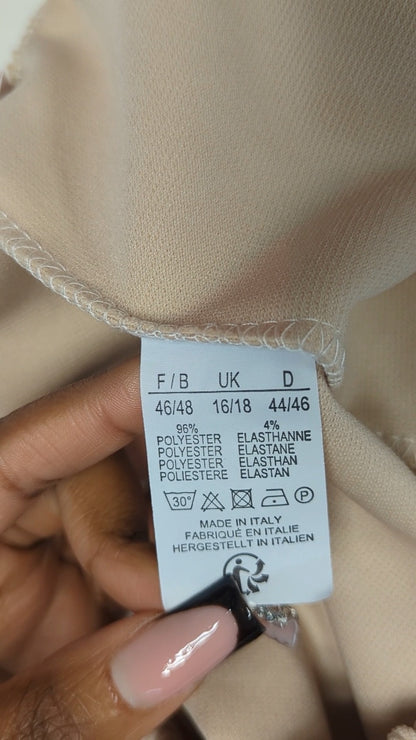 F / B UK D
46/48 16/18 44/46
96% 4%
POLYESTER ELASTHANNE
POLYESTER ELASTANE
POLYESTER ELASTHAN
POLIESTERE ELASTAN
30° P
MADE IN ITALY
FABRIQUÉ EN ITALIE
HERGESTELLT IN ITALIEN